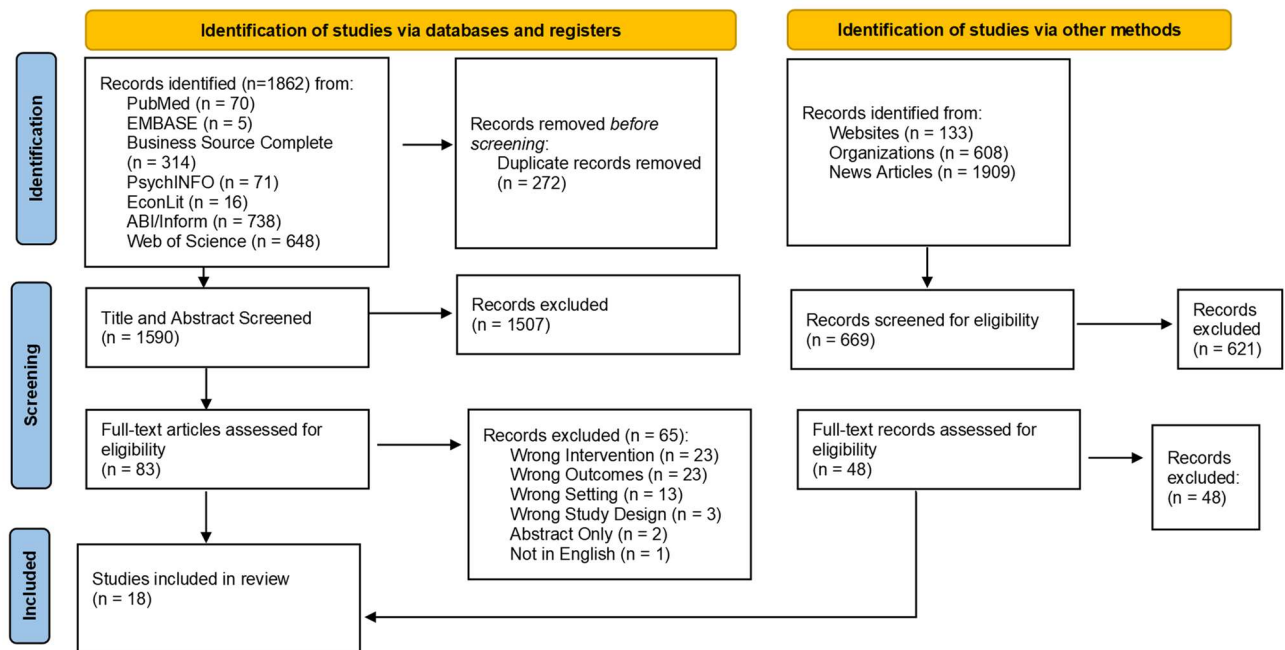 Identification of studies via databases and registers
Identification of studies via other methods
Identification
Records identified (n=1862) from:
PubMed (n = 70)
EMBASE (n = 5)
Business Source Complete
(n = 314)
PsychINFO (n = 71)
EconLit (n = 16)
ABI/Inform (n = 738)
Web of Science (n = 648)
Records removed before
screening:
Duplicate records removed
(n = 272)
Records identified from:
Websites (n = 133)
Organizations (n = 608)
News Articles (n = 1909)
Screening
Title and Abstract Screened
(n = 1590)
Records excluded
(n = 1507)
Records screened for eligibility
(n = 669)
Records
excluded
(n = 621)
Full-text articles assessed for
eligibility
(n = 83)
Records excluded (n = 65):
Wrong Intervention (n = 23)
Wrong Outcomes (n = 23)
Wrong Setting (n = 13)
Wrong Study Design (n = 3)
Abstract Only (n = 2)
Not in English (n = 1)
Full-text records assessed for
eligibility
(n = 48)
Records
excluded:
(n = 48)
Included
Studies included in review
(n = 18)